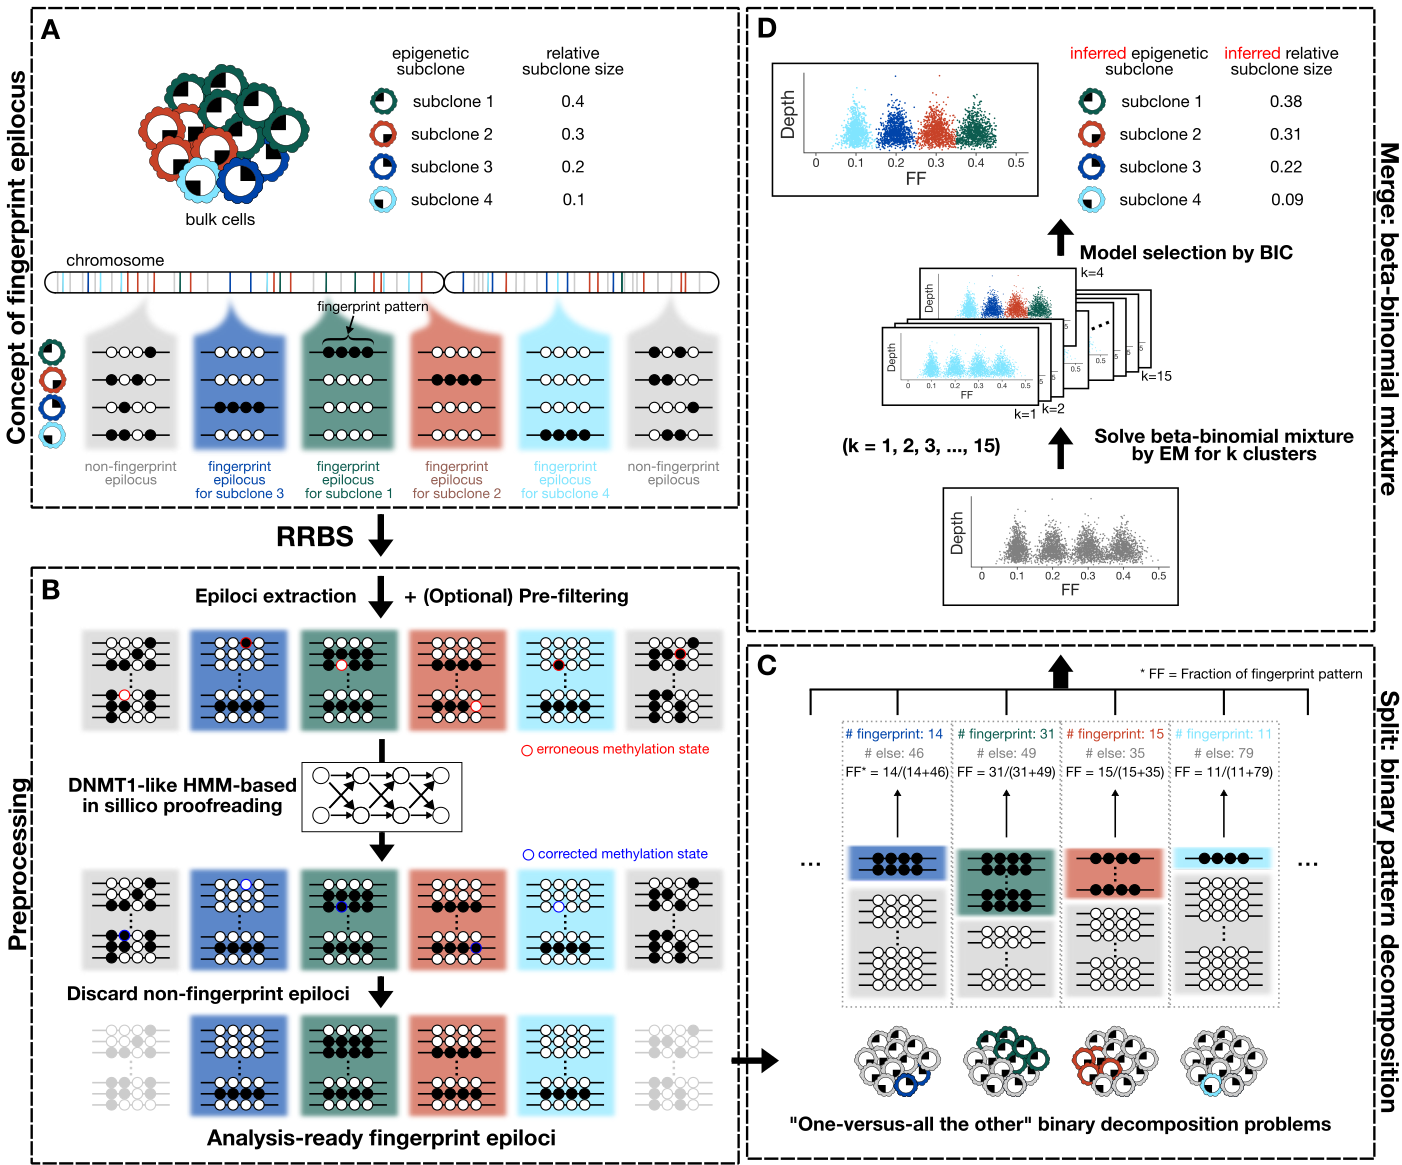 A
Concept of fingerprint epilocus
epigenetic
subclone
relative
subclone size
subclone 1
0.4
subclone 2
0.3
subclone 3
0.2
subclone 4
0.1
bulk cells
chromosome
fingerprint pattern
non-fingerprint
epilocus
fingerprint
epilocus
for subclone 3
fingerprint
epilocus
for subclone 1
fingerprint
epilocus
for subclone 2
fingerprint
epilocus
for subclone 4
non-fingerprint
epilocus
RRBS
B
Preprocessing
Epiloci extraction
+ (Optional) Pre-filtering
erroneous methylation state
DNMT1-like HMM-based
in sillico proofreading
corrected methylation state
Discard non-fingerprint epiloci
Analysis-ready fingerprint epiloci
C
Split: binary pattern decomposition
* FF = Fraction of fingerprint pattern
# fingerprint: 14
# else: 46
FF* = 14/(14+46)
# fingerprint: 31
# else: 49
FF = 31/(31+49)
# fingerprint: 15
# else: 35
FF = 15/(15+35)
# fingerprint: 11
# else: 79
FF = 11/(11+79)
...
...
"One-versus-all the other" binary decomposition problems
D
Merge: beta-binomial mixture
Depth
0 0.1 0.2 0.3 0.4 0.5
FF
inferred epigenetic
subclone
inferred relative
subclone size
subclone 1
0.38
subclone 2
0.31
subclone 3
0.22
subclone 4
0.09
Model selection by BIC
k=4
Depth
Depth
0 0.1 0.2 0.3 0.4 0.5
FF
k=1
k=2
k=15
(k = 1, 2, 3, ..., 15)
Solve beta-binomial mixture
by EM for k clusters
Depth
0 0.1 0.2 0.3 0.4 0.5
FF